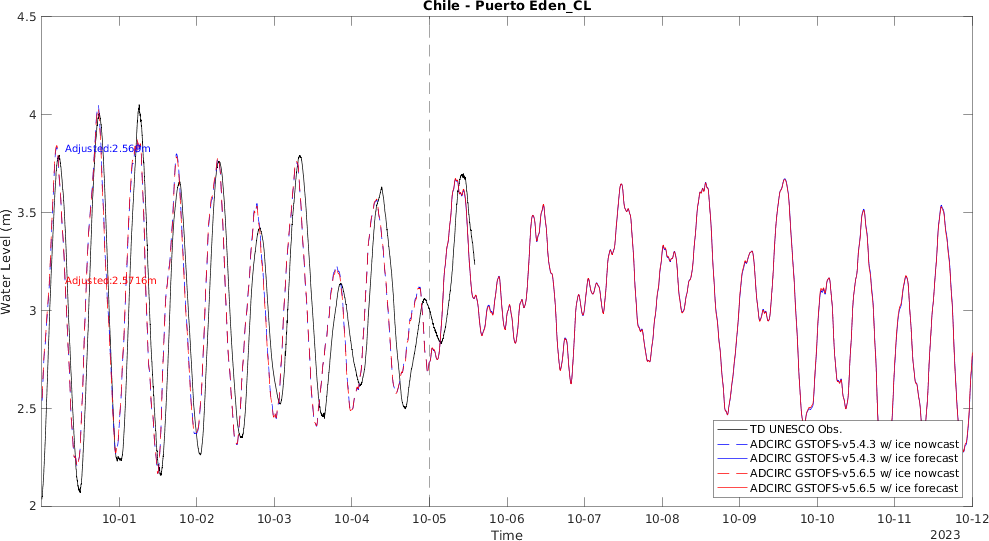 Chile - Puerto Eden_CL
4.5
4
3.5
3
2.5
2
Water Level (m)
Adjusted:2.5716m
10-01
10-02
10-03
10-04
10-05
10-06
10-07
10-08
10-09
10-10
10-11
10-12
Time
2023
TD UNESCO Obs.
ADCIRC GSTOFS-v5.4.3 w/ ice nowcast
ADCIRC GSTOFS-v5.4.3 w/ ice forecast
ADCIRC GSTOFS-v5.6.5 w/ ice nowcast
ADCIRC GSTOFS-v5.6.5 w/ ice forecast